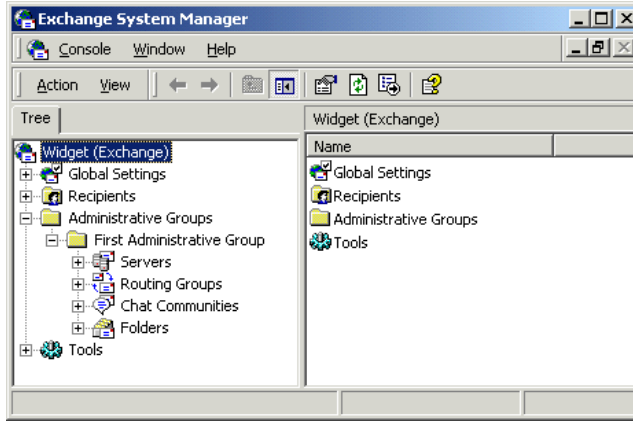 Exchange System Manager
Console Window Help
Action View
Tree
Widget (Exchange)
Global Settings
Recipients
Administrative Groups
First Administrative Group
Servers
Routing Groups
Chat Communities
Folders
Tools
Widget (Exchange)
Name
Global Settings
Recipients
Administrative Groups
Tools